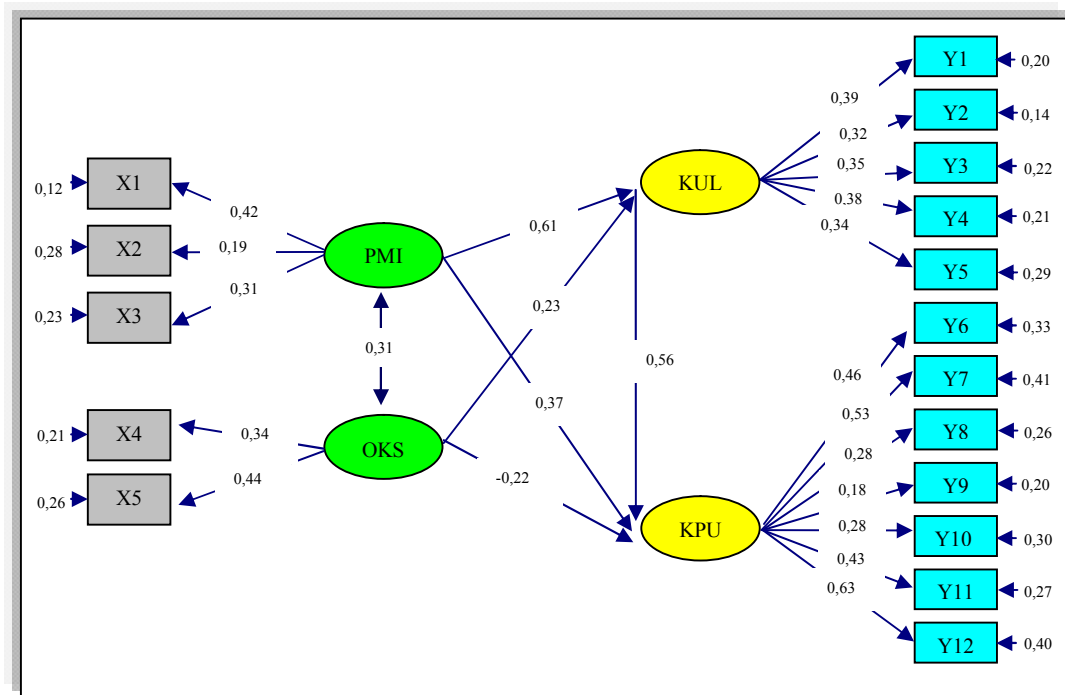 Y1
0,20
0,39
Y2
0,14
0,32
Y3
0,22
0,35
Y4
0,21
0,38
Y5
0,29
0,34
KUL
0,12
X1
0,42
0,28
X2
0,19
0,23
X3
0,31
PMI
0,61
0,23
0,31
0,56
0,37
0,21
X4
0,34
0,26
X5
0,44
OKS
-0,22
KPU
Y6
0,33
0,46
Y7
0,41
0,53
Y8
0,26
0,28
Y9
0,20
0,18
Y10
0,30
0,28
Y11
0,27
0,43
Y12
0,40
0,63